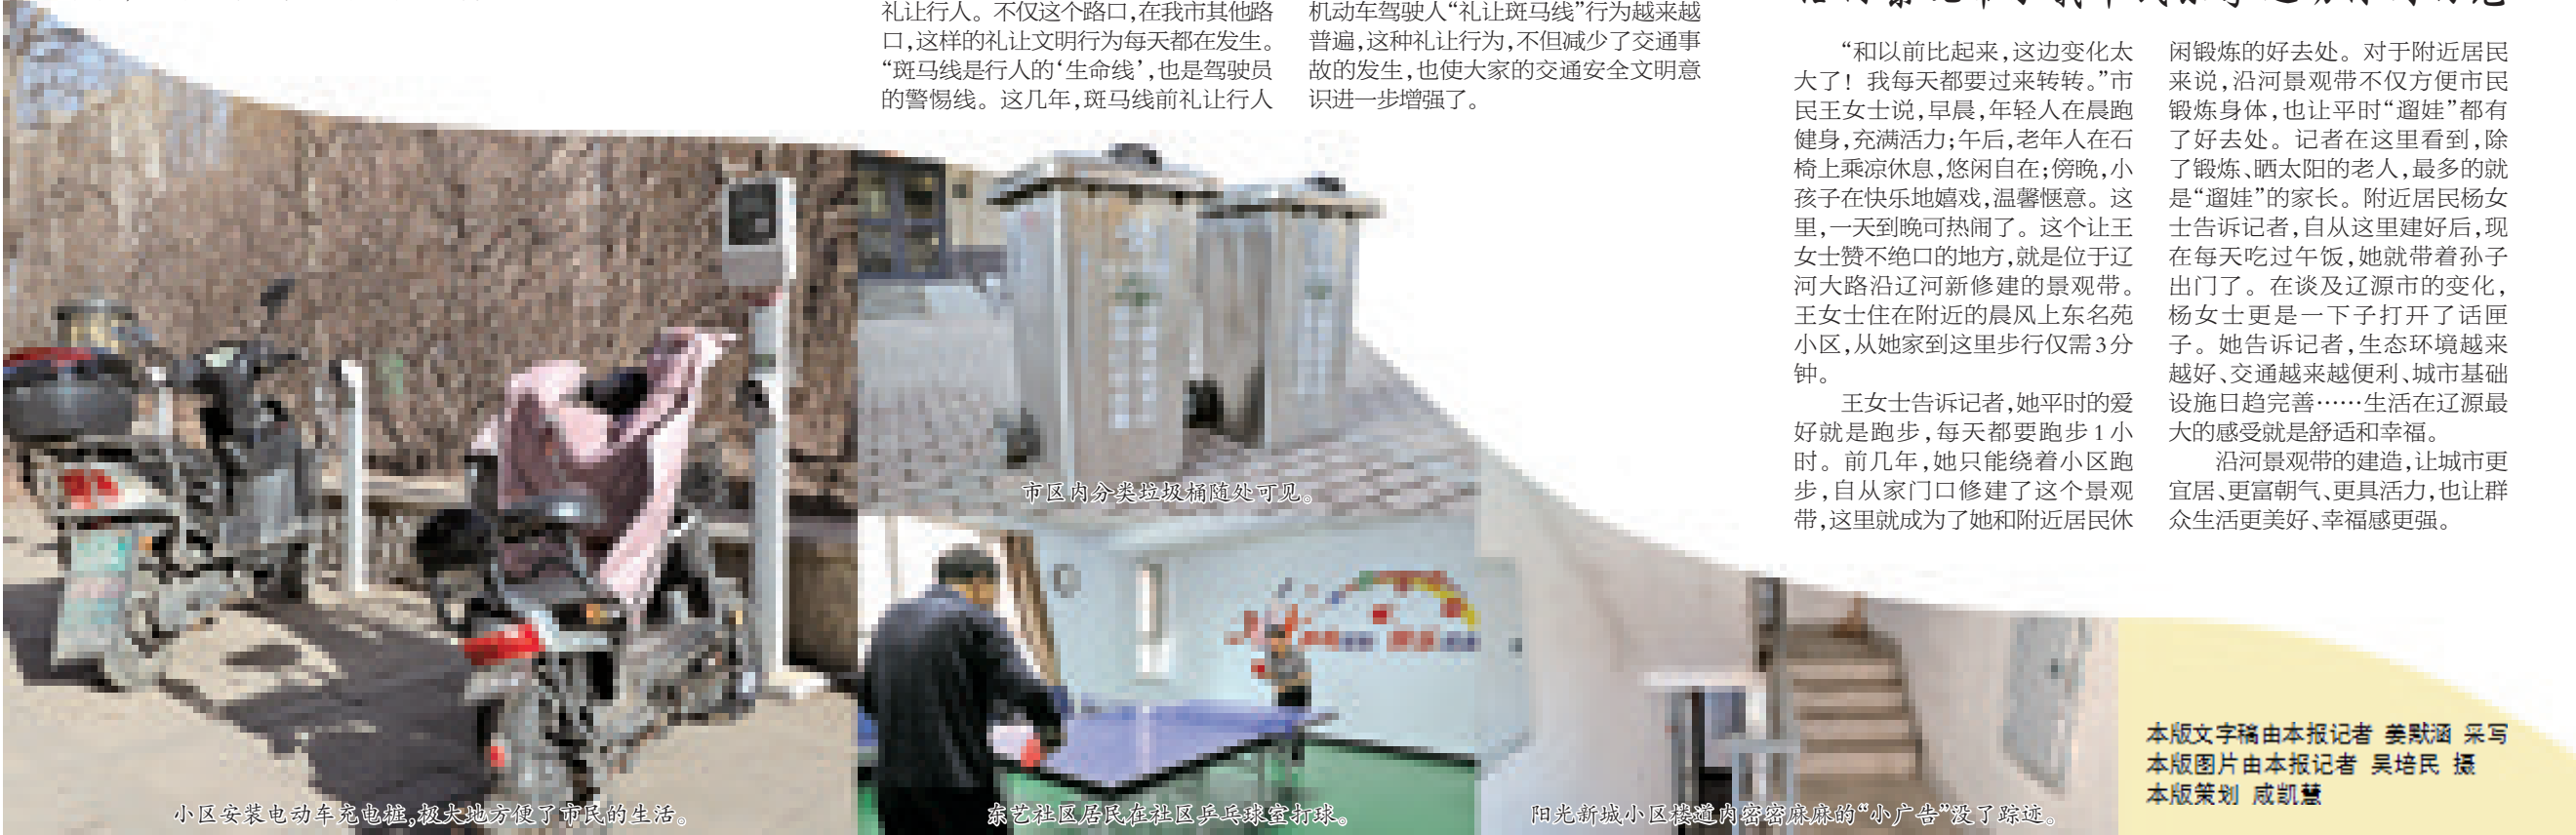 礼让行人。不仅这个路口,在我市其他路
口,这样的礼让文明行为每天都在发生。
“斑马线是行人的‘生命线’,也是驾驶员
的警惕线。这几年,斑马线前礼让行人
机动车驾驶人“礼让斑马线”行为越来越
普遍,这种礼让行为,不但减少了交通事
故的发生,也使大家的交通安全文明意
识进一步增强了。
“和以前比起来,这边变化太
大了！我每天都要过来转转。”市
民王女士说,早晨,年轻人在晨跑
健身,充满活力;午后,老年人在石
椅上乘凉休息,悠闲自在;傍晚,小
孩子在快乐地嬉戏,温馨惬意。这
里,一天到晚可热闹了。这个让王
女士赞不绝口的地方,就是位于辽
河大路沿辽河新修建的景观带。
王女士住在附近的晨风上东名苑
小区,从她家到这里步行仅需3分
钟。
王女士告诉记者,她平时的爱
好就是跑步,每天都要跑步1小
时。前几年,她只能绕着小区跑
步,自从家门口修建了这个景观
带,这里就成为了她和附近居民休
闲锻炼的好去处。对于附近居民
来说,沿河景观带不仅方便市民
锻炼身体,也让平时“遛娃”都有
了好去处。记者在这里看到,除
了锻炼、晒太阳的老人,最多的就
是“遛娃”的家长。附近居民杨女
士告诉记者,自从这里建好后,现
在每天吃过午饭,她就带着孙子
出门了。在谈及辽源市的变化,
杨女士更是一下子打开了话匣
子。她告诉记者,生态环境越来
越好、交通越来越便利、城市基础
设施日趋完善……生活在辽源最
大的感受就是舒适和幸福。
沿河景观带的建造,让城市更
宜居、更富朝气、更具活力,也让群
众生活更美好、幸福感更强。
市区内分类垃圾桶随处可见。
小区安装电动车充电桩,极大地方便了市民的生活。
东艺社区居民在社区乒乓球室打球。
阳光新城小区楼道内密密麻麻的“小广告”没了踪迹。
本版文字稿由本报记者 姜默涵 采写
本版图片由本报记者 吴培民 摄
本版策划 咸凯慧